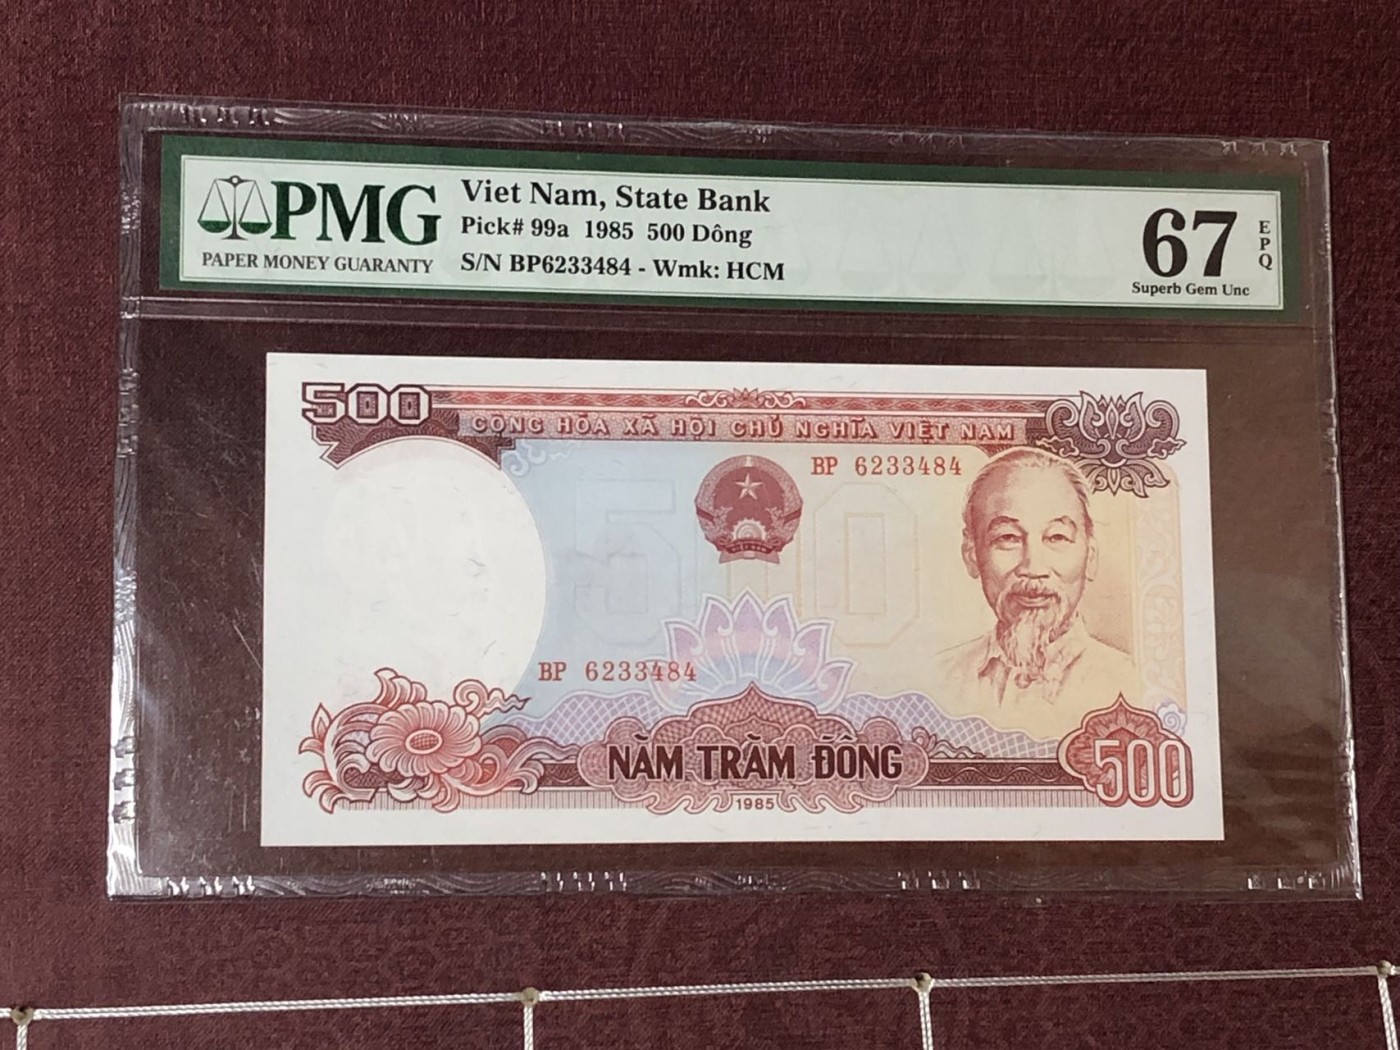 PMG
PAPER MONEY GUARANTY
Viet Nam, State Bank
Pick# 99a 1985 500 Dông
S/N BP6233484 - Wmk: HCM
67
EPQ
Superb Gem Unc
500
CỘNG HÒA XÃ HỘI CHỦ NGHĨA VIỆT NAM
BP 6233484
500
BP 6233484
NĂM TRĂM ĐỒNG
1985
500